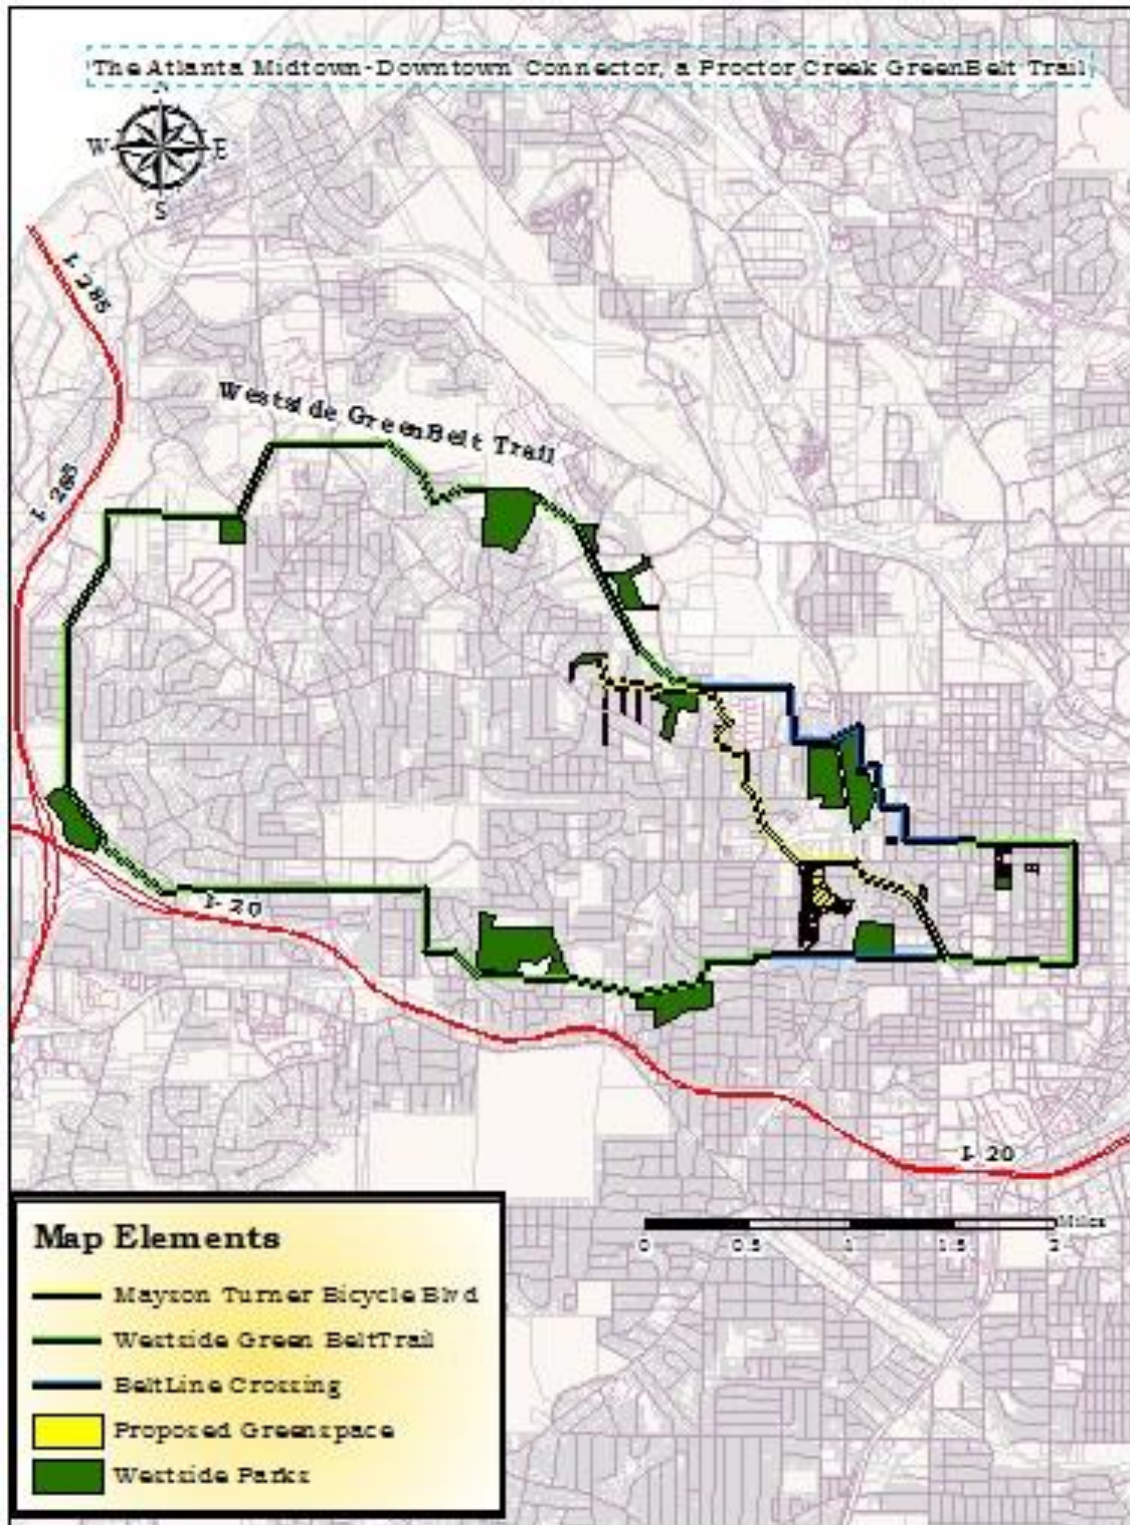 The Atlanta Midtown-Downtown Connector, a Proctor Creek GreenBelt Trail
W E
S
I- 285
Westside GreenBelt Trail
I- 285
I- 20
I- 20
Miles
0 0.5 1 1.5 2
Map Elements
Mayson Turner Bicycle Blvd
Westside Green BeltTrail
BeltLine Crossing
Proposed Greenspace
Westside Parks